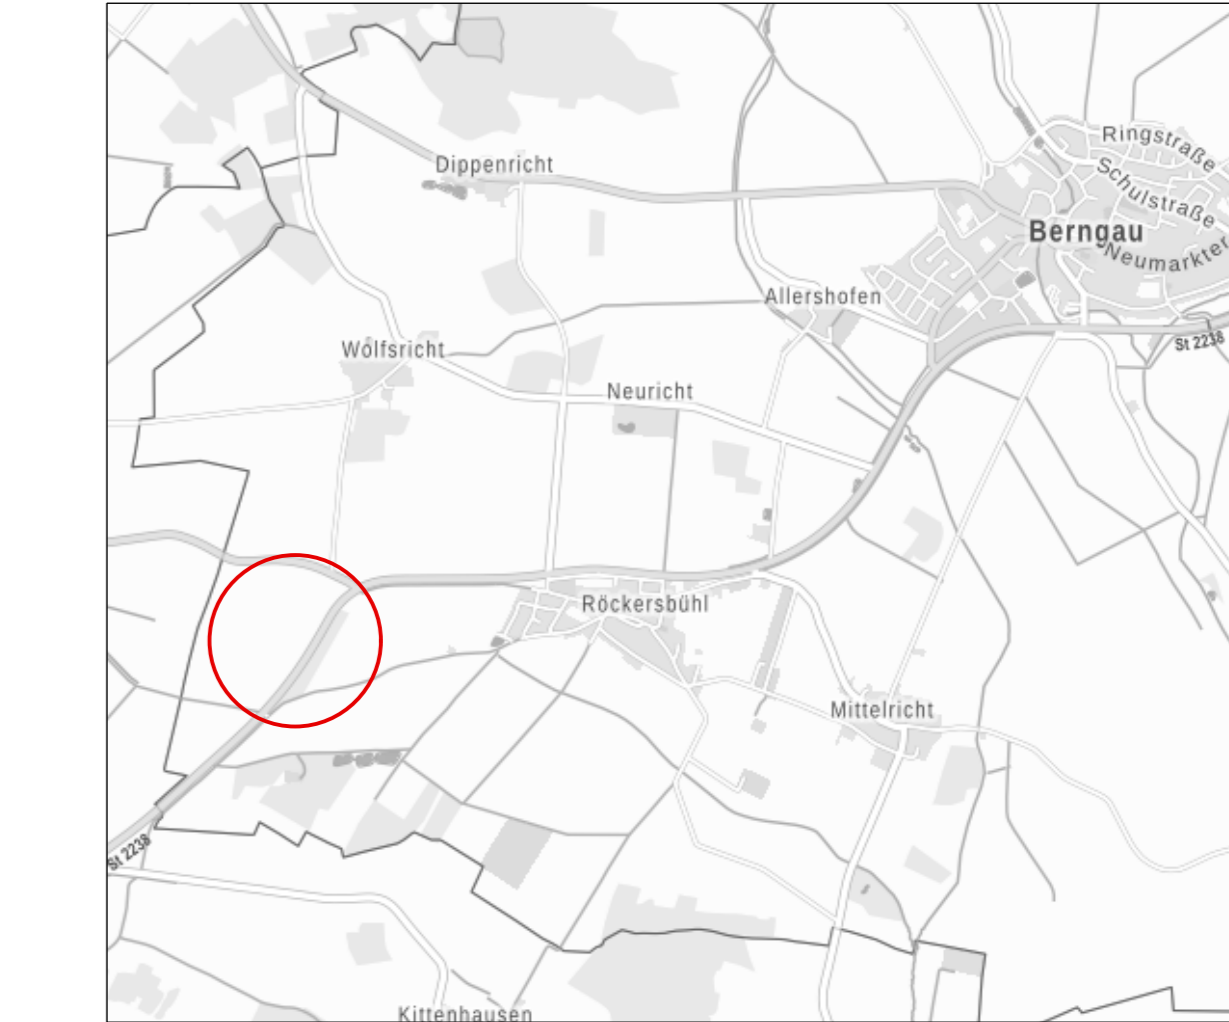 Ringstraße
Dippenricht
Schulstraße
Berngau
Neumarkter
Allershofen
St 2238
Wolfsricht
Neuricht
Röckersbühl
Mittelricht
St 2238
Kittenhausen